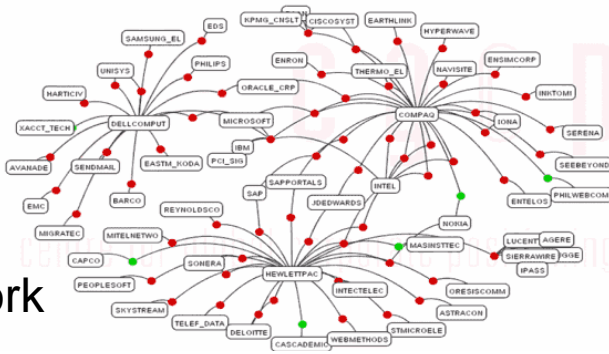 KPMG_CNSLT
CISCOSYST
EARTHLINK
EDS
SAMSUNG_EL
HYPERWAVE
ENRON
ENSIMCORP
UNISYS
PHILIPS
THERMO_EL
NAVISITE
HARTICIV
ORACLE_CRP
INKTOMI
XACCT_TECH
DELLCOMPUT
MICROSOFT
COMPAQ
IONA
SERENA
IBM
AVANADE
SENDMAIL
EASTM_KODA
PCI_SIG
SEEBEYOND
SAPPORTALS
INTEL
PHILWEBCOM
EMC
BARCO
SAP
JDEDWARDS
ENTELOS
REYNOLDSCO
MIGRATEC
NOKIA
MITELNETWO
MASINSTTEC
LUCENT
AGERE
SIERRAWIRE
IPASS
CAPCO
SONERA
HEWLETTPAC
PEOPLESOFT
INTECTELEC
ORESISCOMM
SKYSTREAM
ASTRACON
rk
TELEF_DATA
DELOITTE
STMICROELE
CASCADEMIC
WEBMETHODS